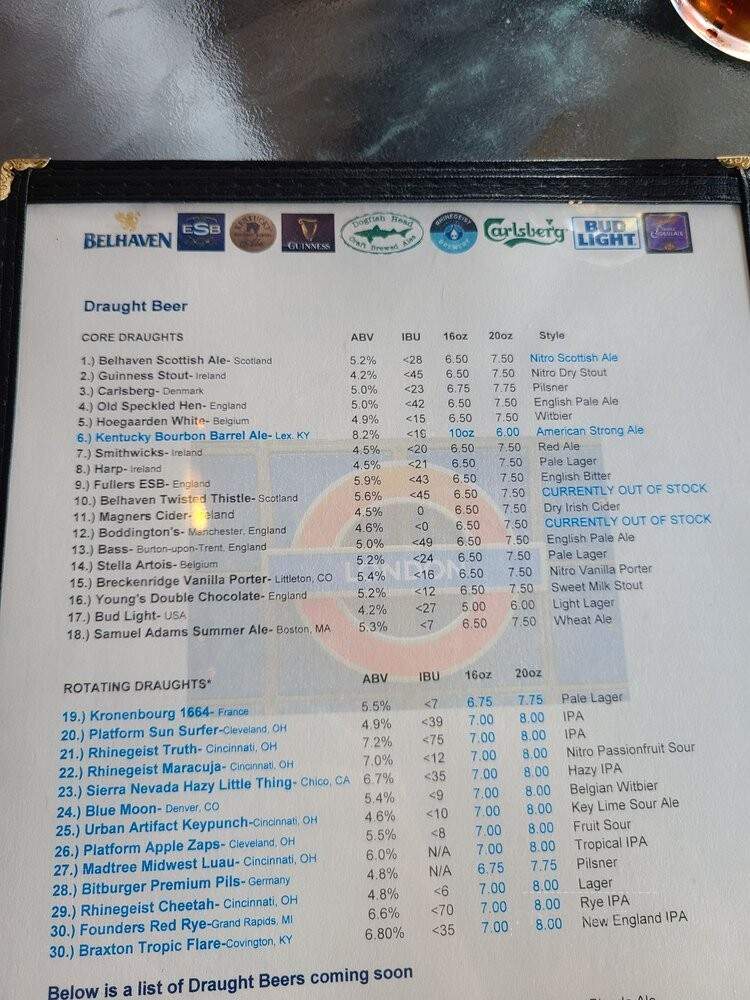 BELHAVEN ESB KENTUCKY GUINNESS Dogfish Head Craft Brewed Ales RHINEGEIST BREWERY Carlsberg BUD LIGHT CHOCOLATE
Draught Beer
CORE DRAUGHTS ABV IBU 16oz 20oz Style
1.) Belhaven Scottish Ale- Scotland 5.2% <28 6.50 7.50 Nitro Scottish Ale
2.) Guinness Stout- Ireland 4.2% <45 6.50 7.50 Nitro Dry Stout
3.) Carlsberg- Denmark 5.0% <23 6.75 7.75 Pilsner
4.) Old Speckled Hen- England 5.0% <42 6.50 7.50 English Pale Ale
5.) Hoegaarden White- Belgium 4.9% <15 6.50 7.50 Witbier
6.) Kentucky Bourbon Barrel Ale- Lex. KY 8.2% <19 10oz 6.00 American Strong Ale
7.) Smithwicks- Ireland 4.5% <20 6.50 7.50 Red Ale
8.) Harp- Ireland 4.5% <21 6.50 7.50 Pale Lager
9.) Fullers ESB- England 5.9% <43 6.50 7.50 English Bitter
10.) Belhaven Twisted Thistle- Scotland 5.6% <45 6.50 7.50 CURRENTLY OUT OF STOCK
11.) Magners Cider- Ireland 4.5% 0 6.50 7.50 Dry Irish Cider
12.) Boddington's- Manchester, England 4.6% <0 6.50 7.50 CURRENTLY OUT OF STOCK
13.) Bass- Burton-upon-Trent. England 5.0% <49 6.50 7.50 English Pale Ale
14.) Stella Artois- Belgium 5.2% <24 6.50 7.50 Pale Lager
15.) Breckenridge Vanilla Porter- Littleton, CO 5.4% <16 6.50 7.50 Nitro Vanilla Porter
16.) Young's Double Chocolate- England 5.2% <12 6.50 7.50 Sweet Milk Stout
17.) Bud Light- USA 4.2% <27 5.00 6.00 Light Lager
18.) Samuel Adams Summer Ale- Boston, MA 5.3% <7 6.50 7.50 Wheat Ale
LONDON
ROTATING DRAUGHTS* ABV IBU 16oz 20oz
19.) Kronenbourg 1664- France 5.5% <7 6.75 7.75 Pale Lager
20.) Platform Sun Surfer-Cleveland, OH 4.9% <39 7.00 8.00 IPA
21.) Rhinegeist Truth- Cincinnati, OH 7.2% <75 7.00 8.00 IPA
22.) Rhinegeist Maracuja- Cincinnati, OH 7.0% <12 7.00 8.00 Nitro Passionfruit Sour
23.) Sierra Nevada Hazy Little Thing- Chico, CA 6.7% <35 7.00 8.00 Hazy IPA
24.) Blue Moon- Denver, CO 5.4% <9 7.00 8.00 Belgian Witbier
25.) Urban Artifact Keypunch-Cincinnati, OH 4.6% <10 7.00 8.00 Key Lime Sour Ale
26.) Platform Apple Zaps- Cleveland, OH 5.5% <8 7.00 8.00 Fruit Sour
27.) Madtree Midwest Luau- Cincinnati, OH 6.0% N/A 7.00 8.00 Tropical IPA
28.) Bitburger Premium Pils- Germany 4.8% N/A 6.75 7.75 Pilsner
29.) Rhinegeist Cheetah- Cincinnati, OH 4.8% <6 7.00 8.00 Lager
30.) Founders Red Rye-Grand Rapids, MI 6.6% <70 7.00 8.00 Rye IPA
30.) Braxton Tropic Flare-Covington, KY 6.80% <35 7.00 8.00 New England IPA
Below is a list of Draught Beers coming soon